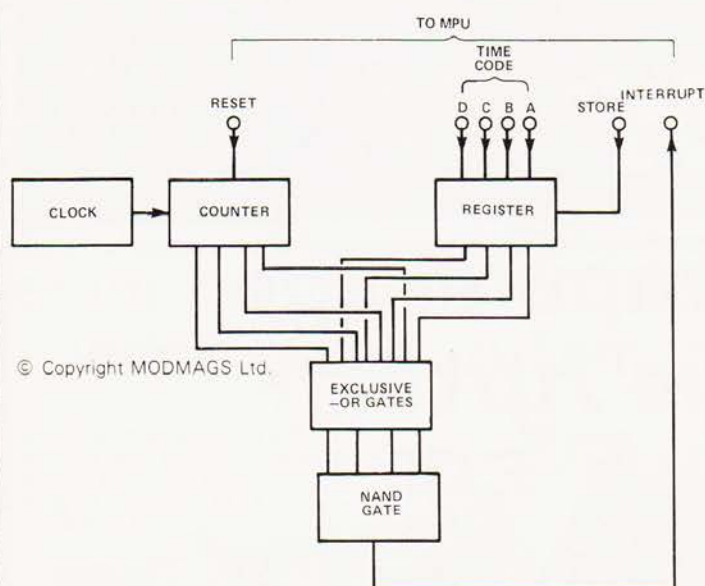 TO MPU
TIME
CODE
RESET
D C B A
STORE
INTERRUPT
CLOCK
COUNTER
REGISTER
© Copyright MODMAGS Ltd.
EXCLUSIVE
–OR GATES
NAND
GATE